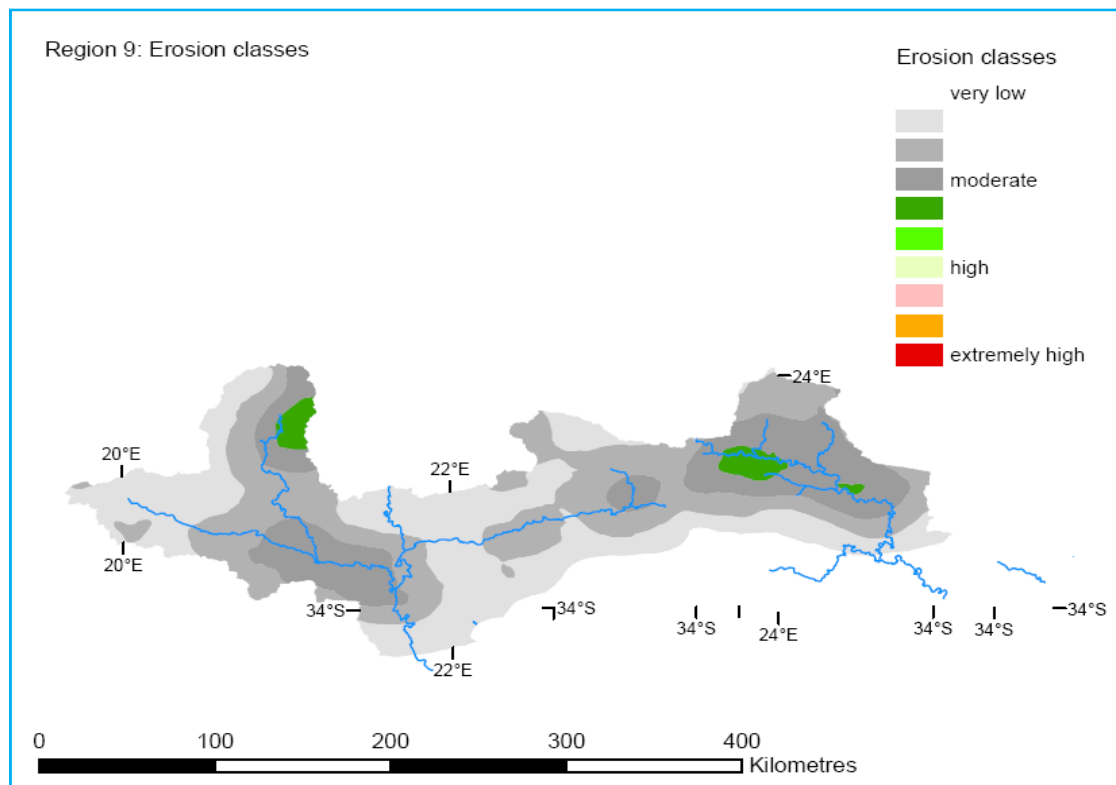 Region 9: Erosion classes
Erosion classes
very low
moderate
high
extremely high
24°E
20°E
22°E
20°E
34°S
34°S
34°S
24°E
34°S
34°S
34°S
22°E
0 100 200 300 400
Kilometres